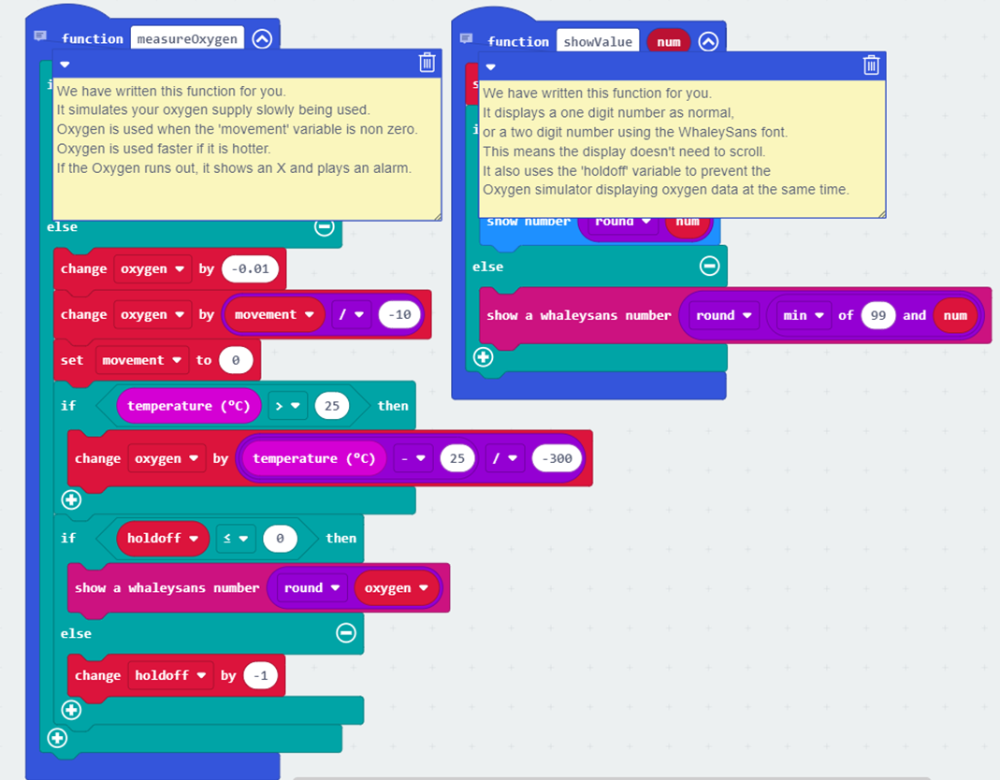 function measureOxygen
We have written this function for you.
It simulates your oxygen supply slowly being used.
Oxygen is used when the 'movement' variable is non zero.
Oxygen is used faster if it is hotter.
If the Oxygen runs out, it shows an X and plays an alarm.
else
change oxygen by -0.01
change oxygen by movement / -10
set movement to 0
if temperature (°C) > 25 then
change oxygen by temperature (°C) - 25 / -300
if holdoff ≤ 0 then
show a whaleysans number round oxygen
else
change holdoff by -1
function showValue num
We have written this function for you.
It displays a one digit number as normal,
or a two digit number using the WhaleySans font.
This means the display doesn't need to scroll.
It also uses the 'holdoff' variable to prevent the
Oxygen simulator displaying oxygen data at the same time.
show number round num
else
show a whaleysans number round min of 99 and num